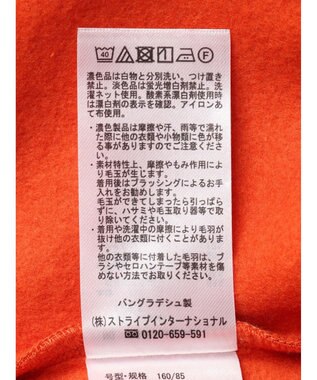 40 F
濃色品は白物と分別洗い。つけ置き
禁止。淡色品は蛍光増白剤禁止。洗
濯ネット使用。酸素系漂白剤使用時
は漂白剤の表示を確認。アイロンあ
て布使用。
・濃色製品は摩擦や汗、雨等で濡れ
た際に他の衣類や小物類に色が移
る事がありますのでご注意くださ
い。
・素材特性上、摩擦やもみ作用によ
り毛玉が生じます。
着用後はブラッシングによるお手
入れをお勧めします。
毛玉ができてしまったら引っぱら
ずに、ハサミや毛玉取り器等で取
り除いてください。
・着用や洗濯中の摩擦により毛羽が
抜け他の衣類に付くことがありま
す。
他の衣類等に付着した毛羽は、ブ
ラシやセロハンテープ等素材を傷
めない方法でお取りください。
バングラデシュ製
(株)ストライプインターナショナル
0120-659-591
号型·规格 160/85